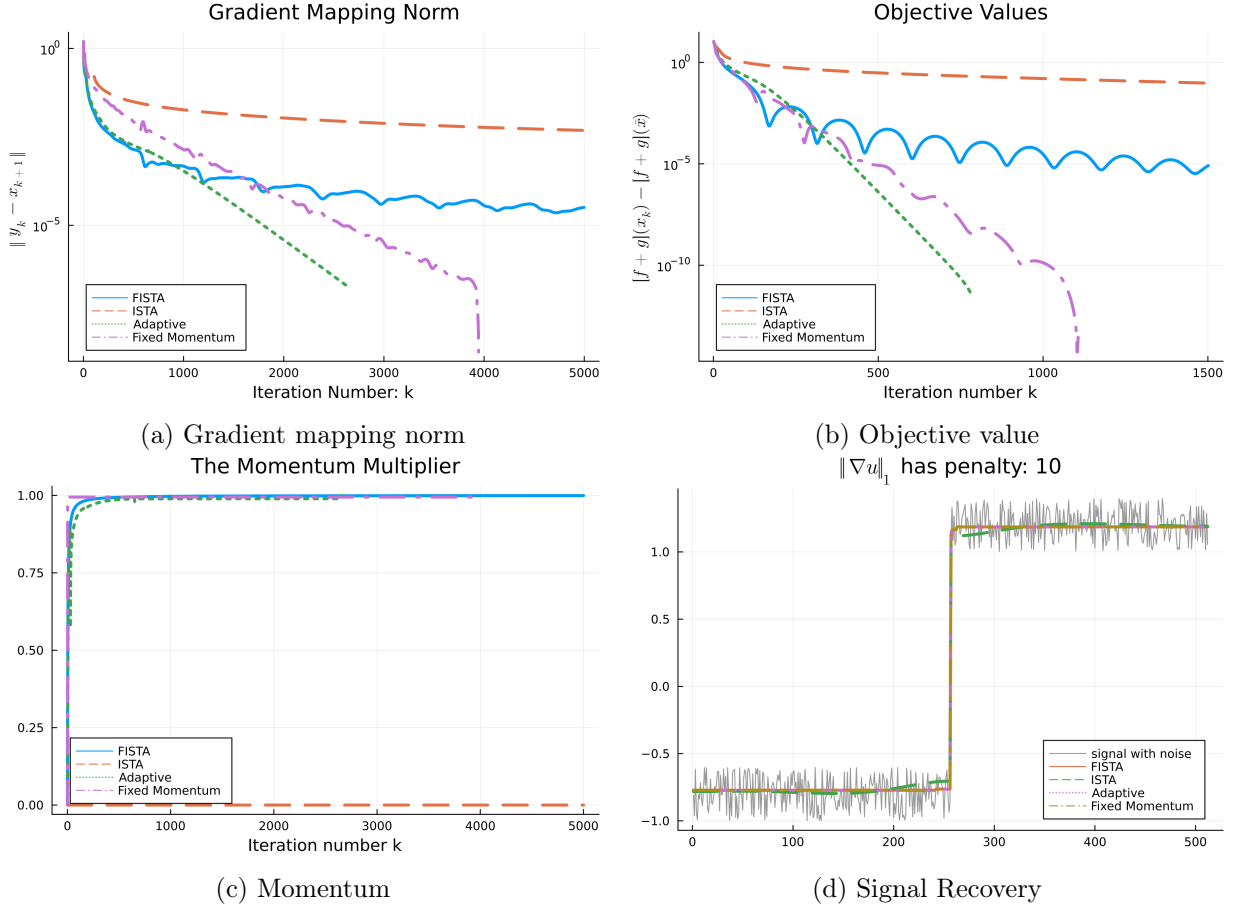 Gradient Mapping Norm
10^0
10^-5
‖ y_k − x_{k+1} ‖
FISTA
ISTA
Adaptive
Fixed Momentum
0 1000 2000 3000 4000 5000
Iteration Number: k
(a) Gradient mapping norm
Objective Values
10^0
10^-5
10^-10
[f + g](x_k) − [f + g](x̄)
FISTA
ISTA
Adaptive
Fixed Momentum
0 500 1000 1500
Iteration number k
(b) Objective value
The Momentum Multiplier
1.00
0.75
0.50
0.25
0.00
FISTA
ISTA
Adaptive
Fixed Momentum
0 1000 2000 3000 4000 5000
Iteration number k
(c) Momentum
‖∇u‖_1 has penalty: 10
1.0
0.5
0.0
−0.5
−1.0
signal with noise
FISTA
ISTA
Adaptive
Fixed Momentum
0 100 200 300 400 500
(d) Signal Recovery